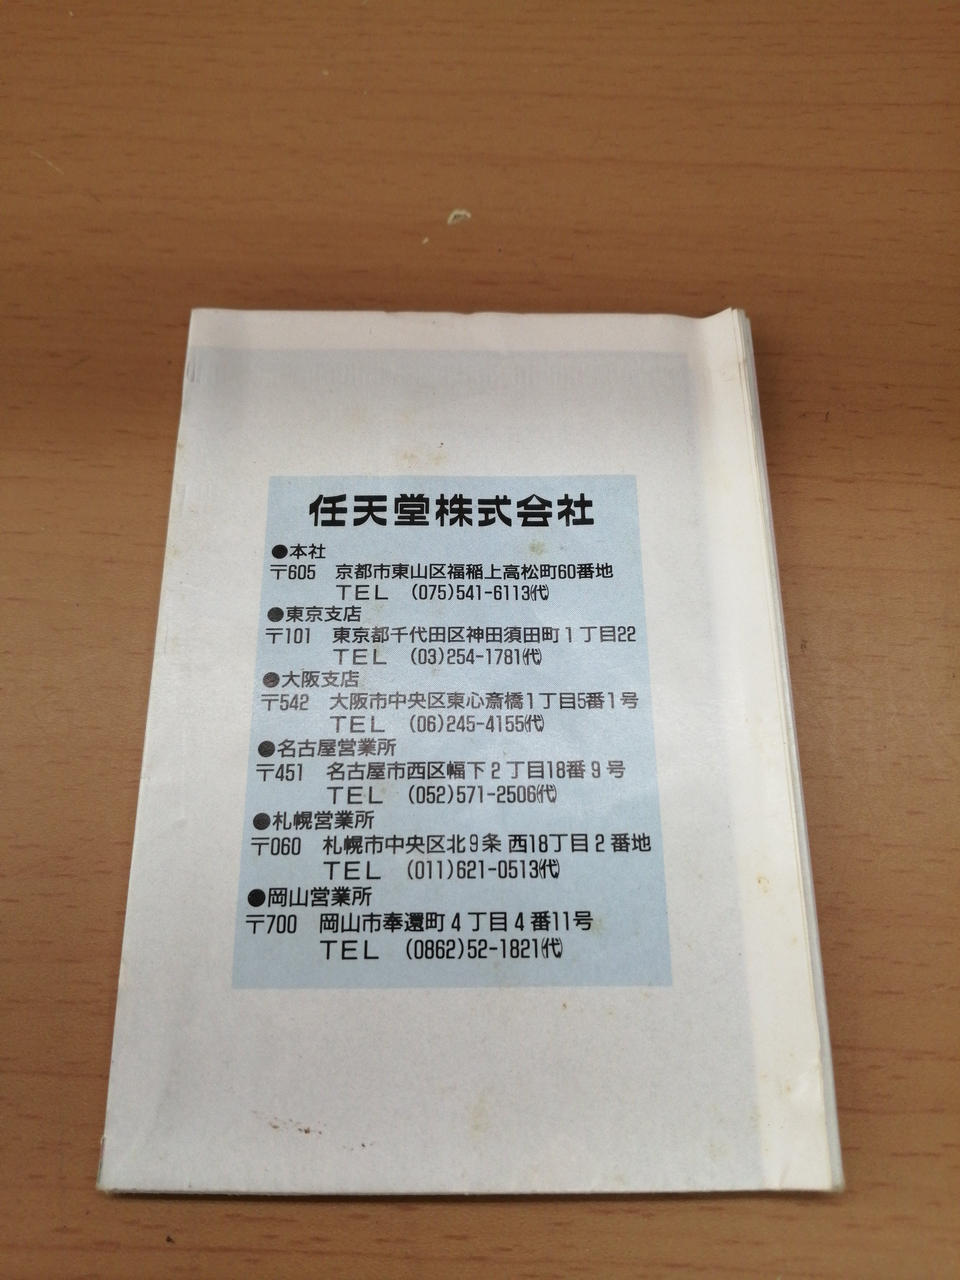 任天堂株式会社
●本社
〒605 京都市東山区福稲上高松町60番地
TEL (075)541-6113㈹
●東京支店
〒101 東京都千代田区神田須田町1丁目22
TEL (03)254-1781㈹
●大阪支店
〒542 大阪市中央区東心斎橋1丁目5番1号
TEL (06)245-4155㈹
●名古屋営業所
〒451 名古屋市西区幅下2丁目18番9号
TEL (052)571-2506㈹
●札幌営業所
〒060 札幌市中央区北9条 西18丁目2番地
TEL (011)621-0513㈹
●岡山営業所
〒700 岡山市奉還町4丁目4番11号
TEL (0862)52-1821㈹